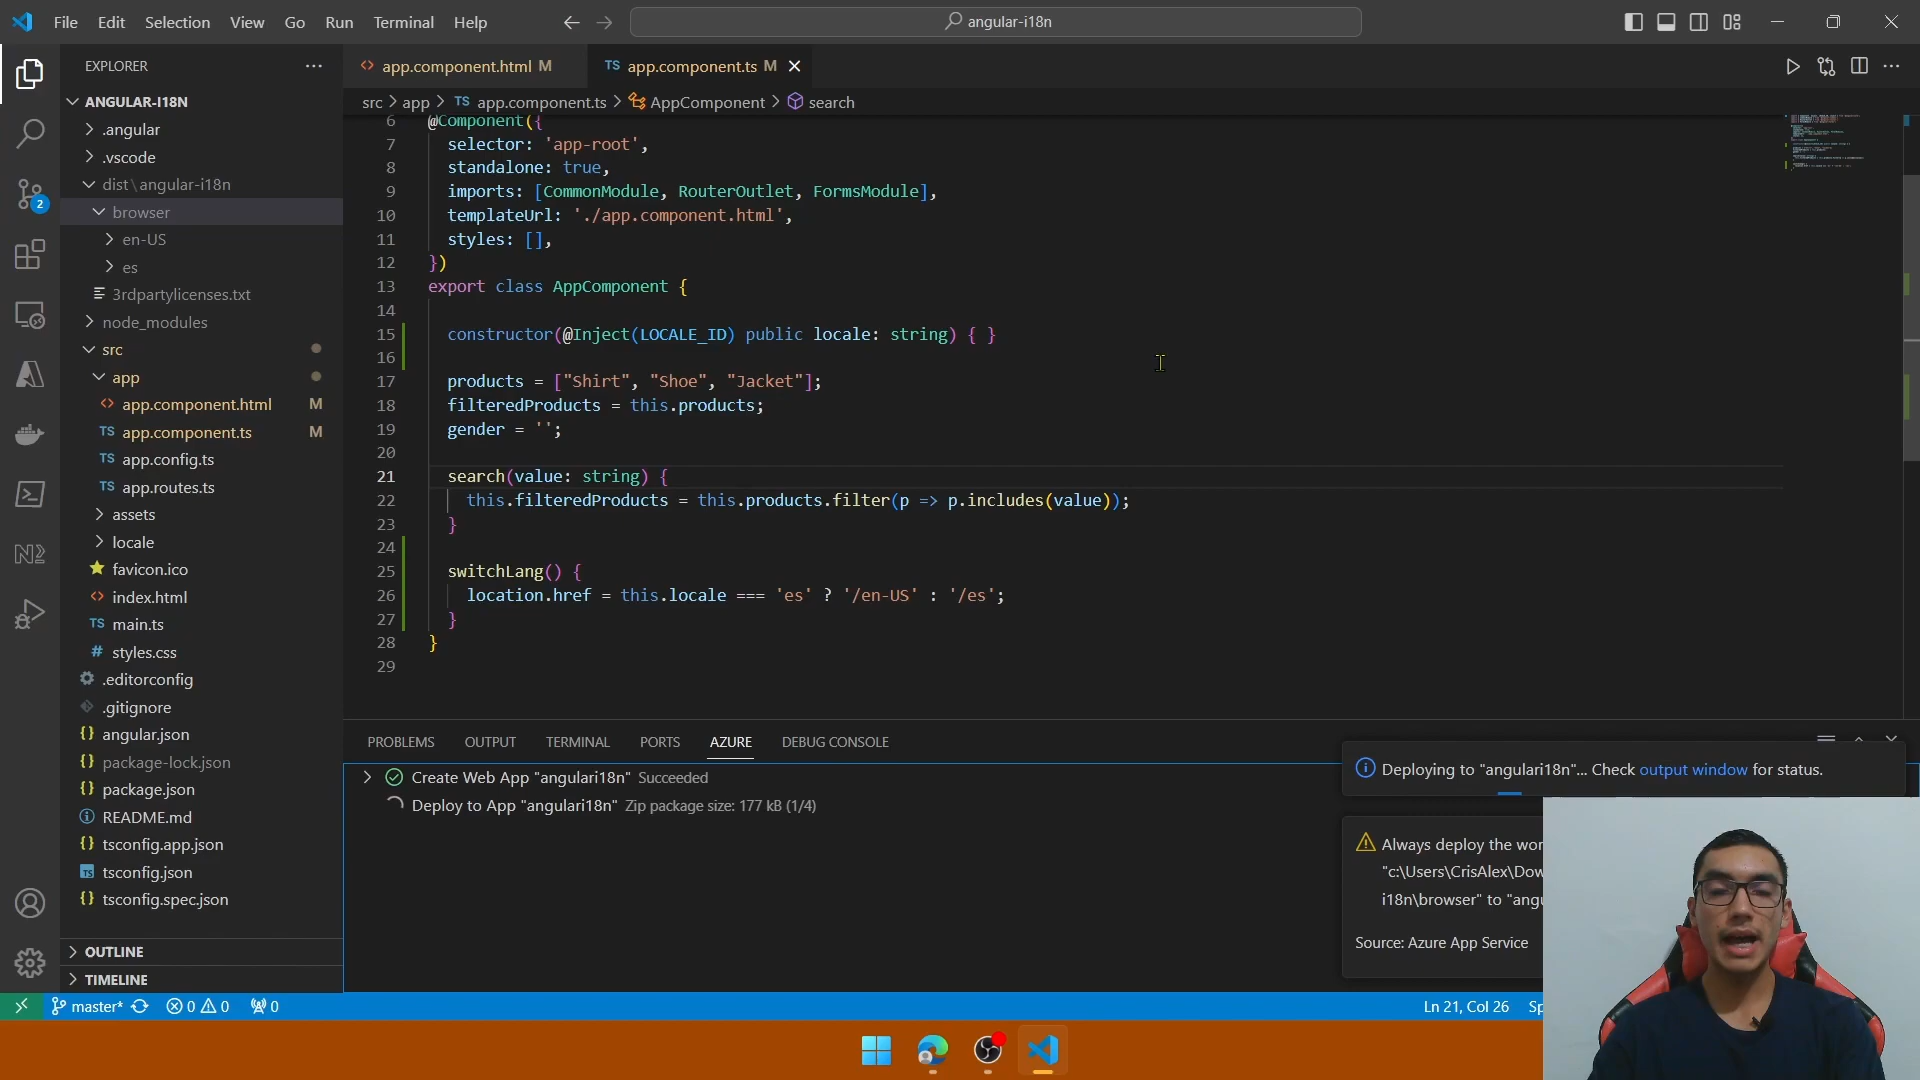 File Edit Selection View Go Run Terminal Help
angular-i18n
EXPLORER
ANGULAR-I18N
.angular
.vscode
dist\angular-i18n
browser
en-US
es
3rdpartylicenses.txt
node_modules
src
app
app.component.html M
TS app.component.ts M
TS app.config.ts
TS app.routes.ts
assets
locale
favicon.ico
index.html
TS main.ts
# styles.css
.editorconfig
.gitignore
{} angular.json
{} package-lock.json
{} package.json
README.md
{} tsconfig.app.json
TS tsconfig.json
{} tsconfig.spec.json
OUTLINE
TIMELINE
2
app.component.html M
TS app.component.ts M
src > app > TS app.component.ts > AppComponent > search
6 @Component({
7 selector: 'app-root',
8 standalone: true,
9 imports: [CommonModule, RouterOutlet, FormsModule],
10 templateUrl: './app.component.html',
11 styles: [],
12 })
13 export class AppComponent {
14
15 constructor(@Inject(LOCALE_ID) public locale: string) { }
16
17 products = ["Shirt", "Shoe", "Jacket"];
18 filteredProducts = this.products;
19 gender = '';
20
21 search(value: string) {
22 this.filteredProducts = this.products.filter(p => p.includes(value));
23 }
24
25 switchLang() {
26 location.href = this.locale === 'es' ? '/en-US' : '/es';
27 }
28 }
29
PROBLEMS OUTPUT TERMINAL PORTS AZURE DEBUG CONSOLE
Create Web App "angulari18n" Succeeded
Deploy to App "angulari18n" Zip package size: 177 kB (1/4)
Deploying to "angulari18n"... Check output window for status.
Always deploy the wor
"c:\Users\CrisAlex\Dow
i18n\browser" to "angu
Source: Azure App Service
master* 0 0 0
Ln 21, Col 26 Sp